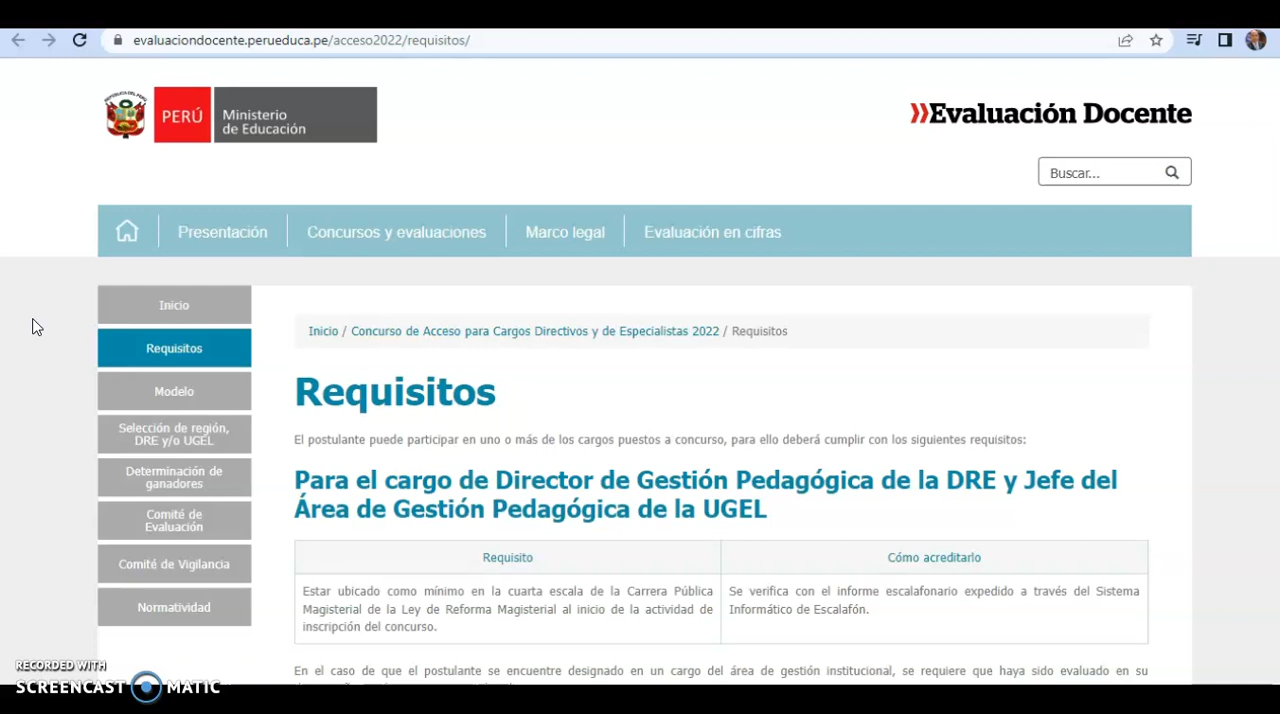 evaluaciondocente.perueduca.pe/acceso2022/requisitos/
REPÚBLICA DEL PERÚ
PERÚ
Ministerio
de Educación
Evaluación Docente
Buscar...
Presentación
Concursos y evaluaciones
Marco legal
Evaluación en cifras
Inicio
Requisitos
Modelo
Selección de región,
DRE y/o UGEL
Determinación de
ganadores
Comité de
Evaluación
Comité de Vigilancia
Normatividad
Inicio / Concurso de Acceso para Cargos Directivos y de Especialistas 2022 / Requisitos
Requisitos
El postulante puede participar en uno o más de los cargos puestos a concurso, para ello deberá cumplir con los siguientes requisitos:
Para el cargo de Director de Gestión Pedagógica de la DRE y Jefe del
Área de Gestión Pedagógica de la UGEL
Requisito
Cómo acreditarlo
Estar ubicado como mínimo en la cuarta escala de la Carrera Pública
Magisterial de la Ley de Reforma Magisterial al inicio de la actividad de
inscripción del concurso.
Se verifica con el informe escalafonario expedido a través del Sistema
Informático de Escalafón.
En el caso de que el postulante se encuentre designado en un cargo del área de gestión institucional, se requiere que haya sido evaluado en su
RECORDED WITH
SCREENCAST MATIC